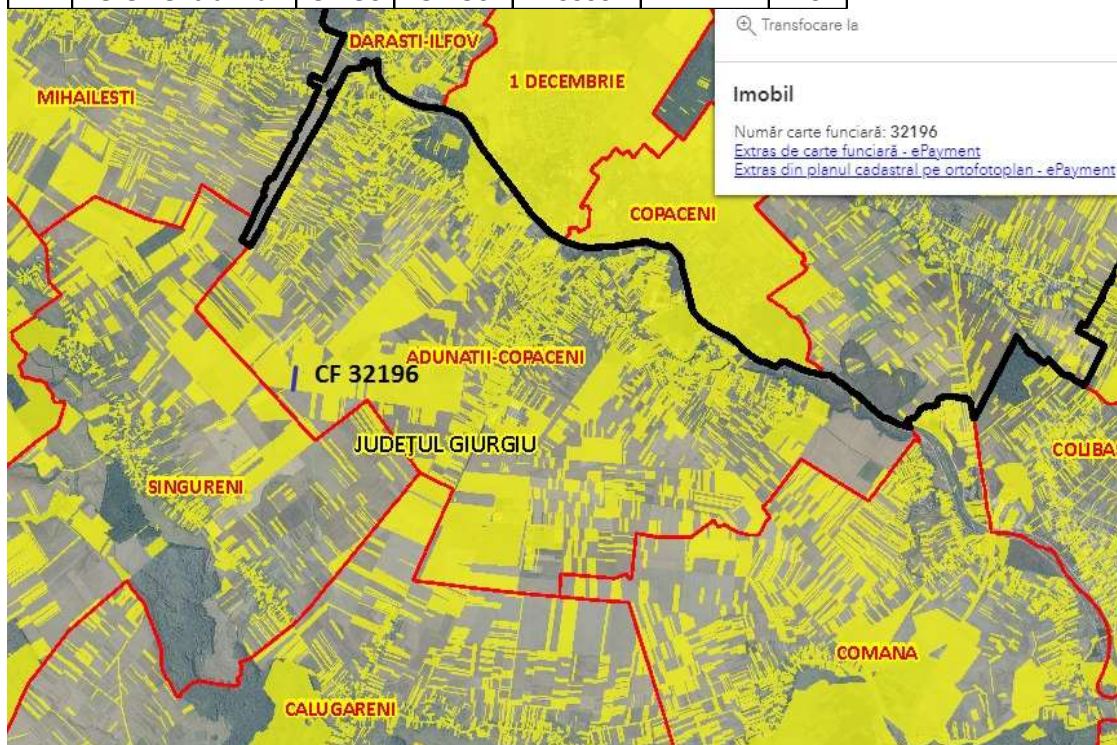 Transfocare la
Imobil
Număr carte funciară: 32196
Extras de carte funciară - ePayment
Extras din planul cadastral pe ortofotoplan - ePayment
DARASTI-ILFOV
1 DECEMBRIE
MIHAILESTI
COPACENI
ADUNATII-COPACENI
CF 32196
JUDEȚUL GIURGIU
COLIBA
SINGURENI
COMANA
CALUGARENI